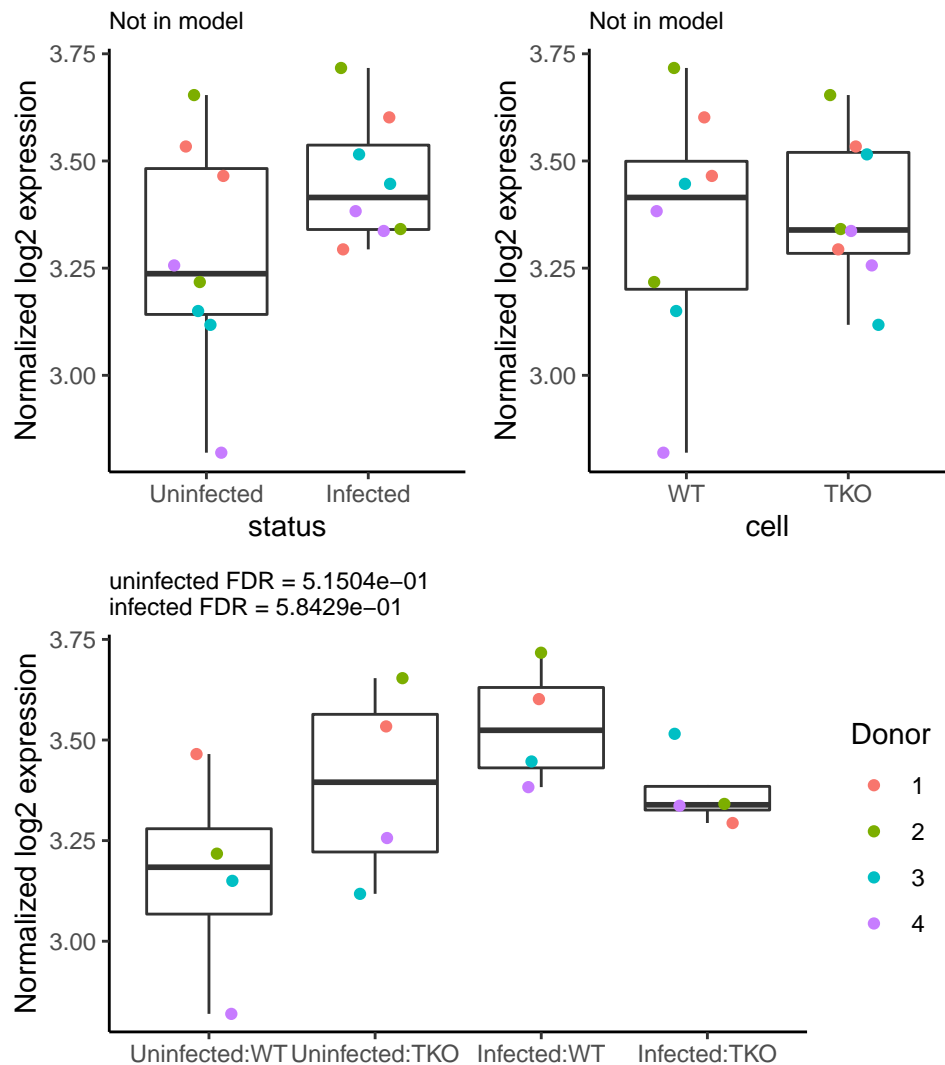 Not in model
3.75
3.50
3.25
3.00
Normalized log2 expression
Uninfected
Infected
status
Not in model
3.75
3.50
3.25
3.00
Normalized log2 expression
WT
TKO
cell
uninfected FDR = 5.1504e−01
infected FDR = 5.8429e−01
3.75
3.50
3.25
3.00
Normalized log2 expression
Uninfected:WT
Uninfected:TKO
Infected:WT
Infected:TKO
Donor
1
2
3
4